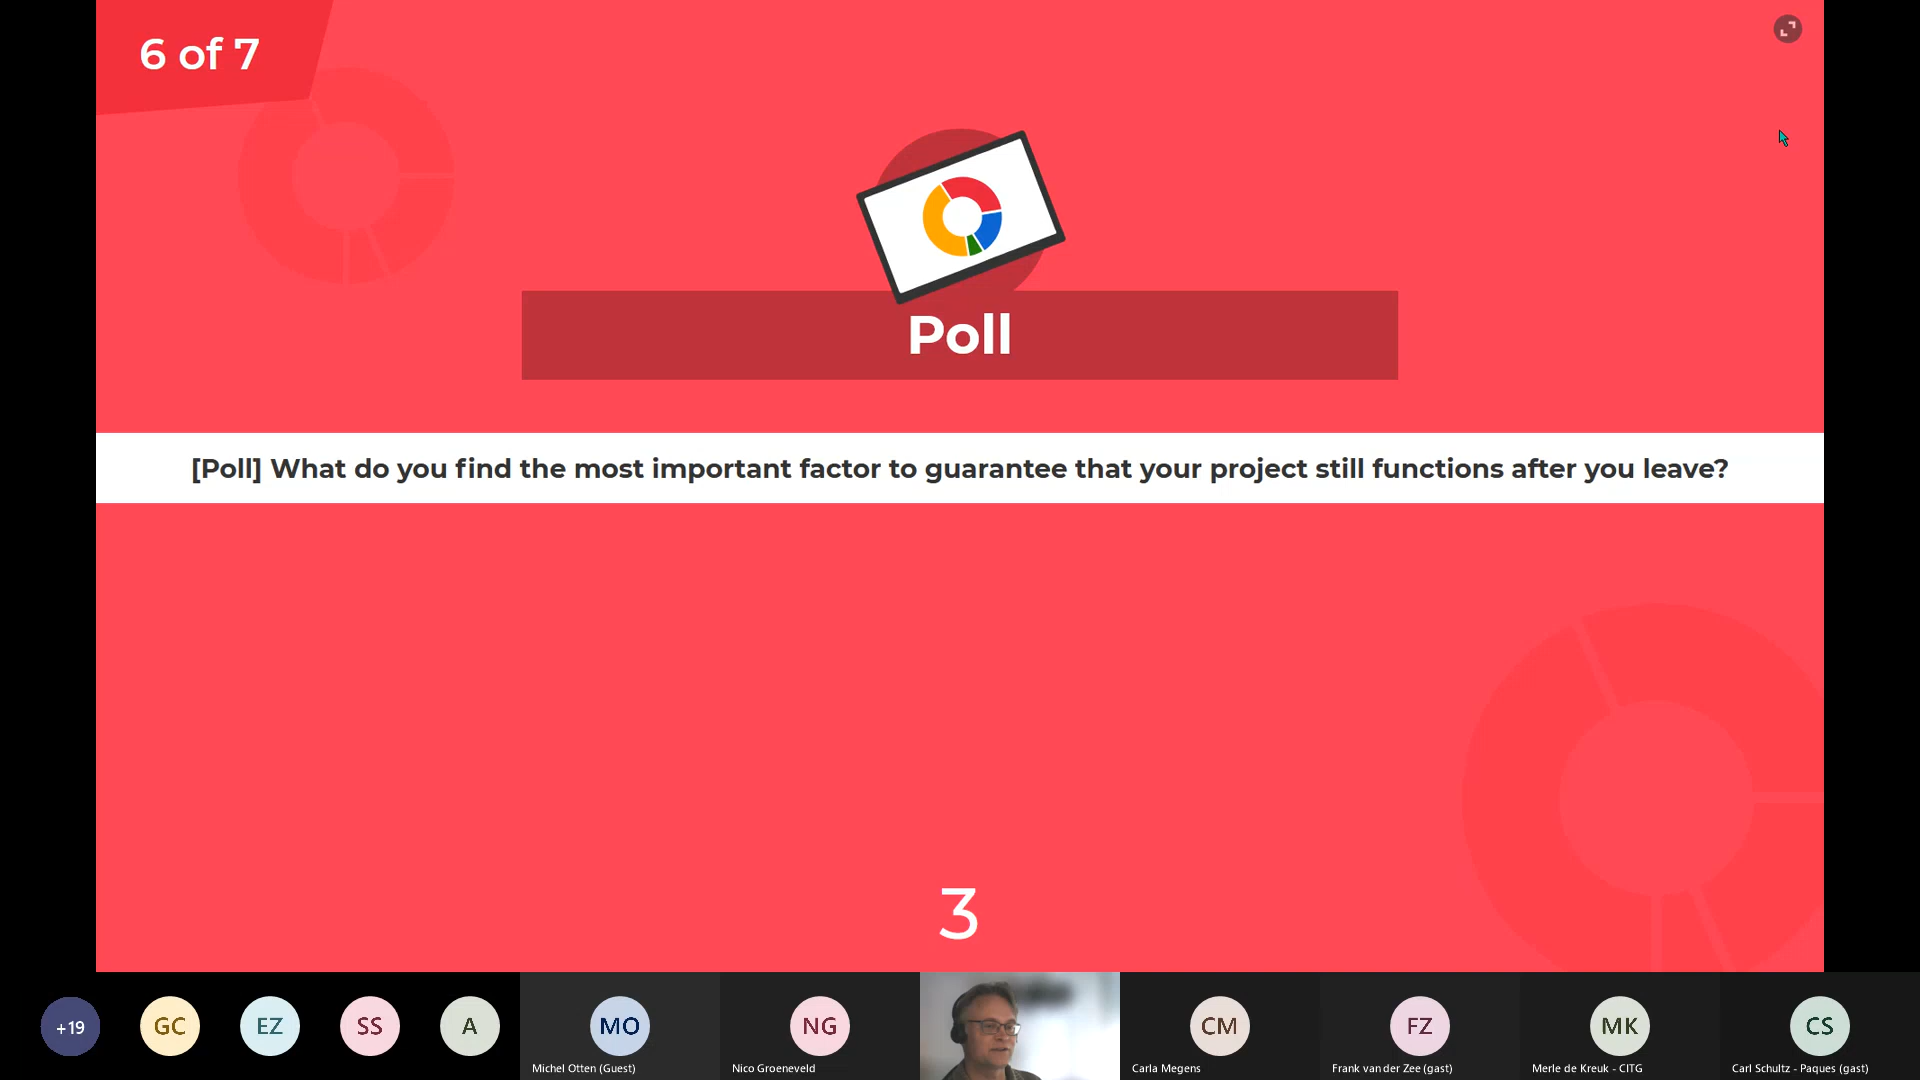 6 of 7
Poll
[Poll] What do you find the most important factor to guarantee that your project still functions after you leave?
3
+19
GC
EZ
SS
A
MO
NG
CM
FZ
MK
CS
Michel Otten (Guest)
Nico Groeneveld
Carla Megens
Frank van der Zee (gast)
Merle de Kreuk - CITG
Carl Schultz - Paques (gast)